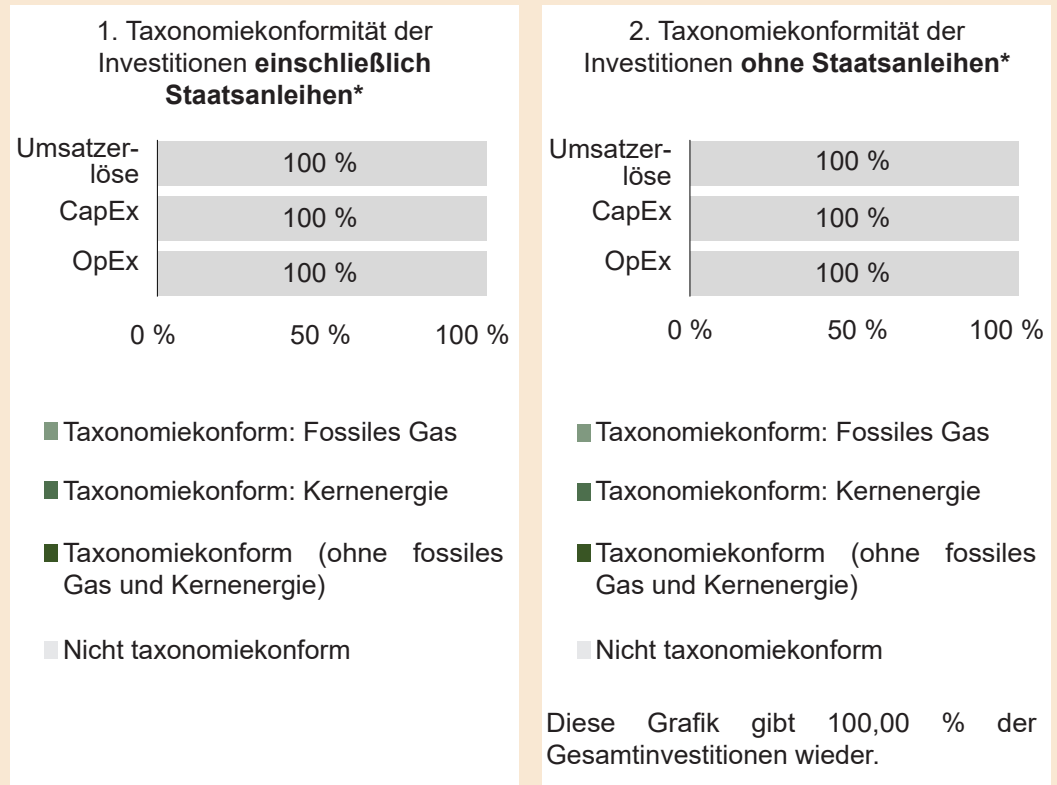 1. Taxonomiekonformität der
Investitionen einschließlich
Staatsanleihen*
Umsatzer-
löse
100 %
CapEx
100 %
OpEx
100 %
0 %
50 %
100 %
Taxonomiekonform: Fossiles Gas
Taxonomiekonform: Kernenergie
Taxonomiekonform (ohne fossiles
Gas und Kernenergie)
Nicht taxonomiekonform
2. Taxonomiekonformität der
Investitionen ohne Staatsanleihen*
Umsatzer-
löse
100 %
CapEx
100 %
OpEx
100 %
0 %
50 %
100 %
Taxonomiekonform: Fossiles Gas
Taxonomiekonform: Kernenergie
Taxonomiekonform (ohne fossiles
Gas und Kernenergie)
Nicht taxonomiekonform
Diese Grafik gibt 100,00 % der
Gesamtinvestitionen wieder.